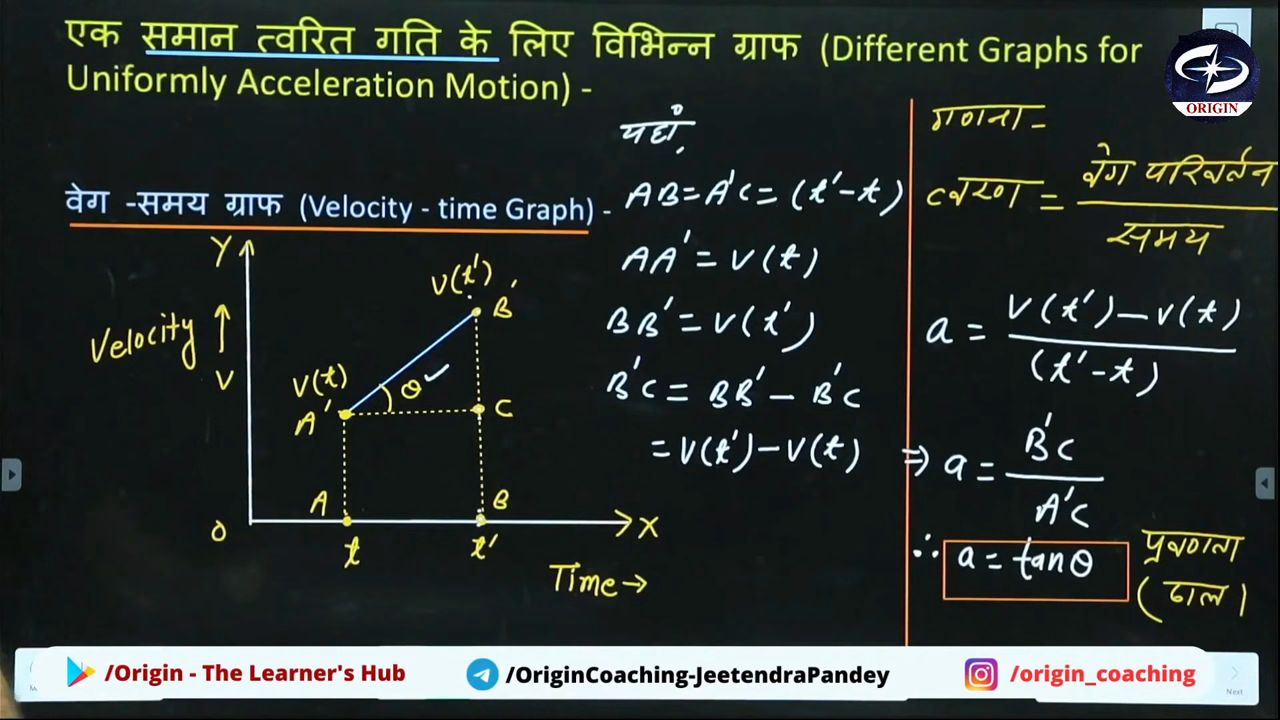 एक समान त्वरित गति के लिए विभिन्न ग्राफ (Different Graphs for
Uniformly Acceleration Motion) -
ORIGIN
वेग -समय ग्राफ (Velocity - time Graph) -
Y
Velocity
V
V(t')
B'
V(t)
A'
θ
C
A
B
O
t
t'
X
Time→
यहाँ,
AB=A'C=(t'-t)
AA'=V(t)
BB'=V(t')
B'C=BB'-B'C
=V(t')-V(t)
गणना-
त्वरण = वेग परिवर्तन
समय
a = V(t')-V(t)
(t'-t)
⇒ a = B'C
A'C
∴ a = tanθ
प्रवणता
(ढाल)
/Origin - The Learner's Hub
/OriginCoaching-JeetendraPandey
/origin_coaching
Next